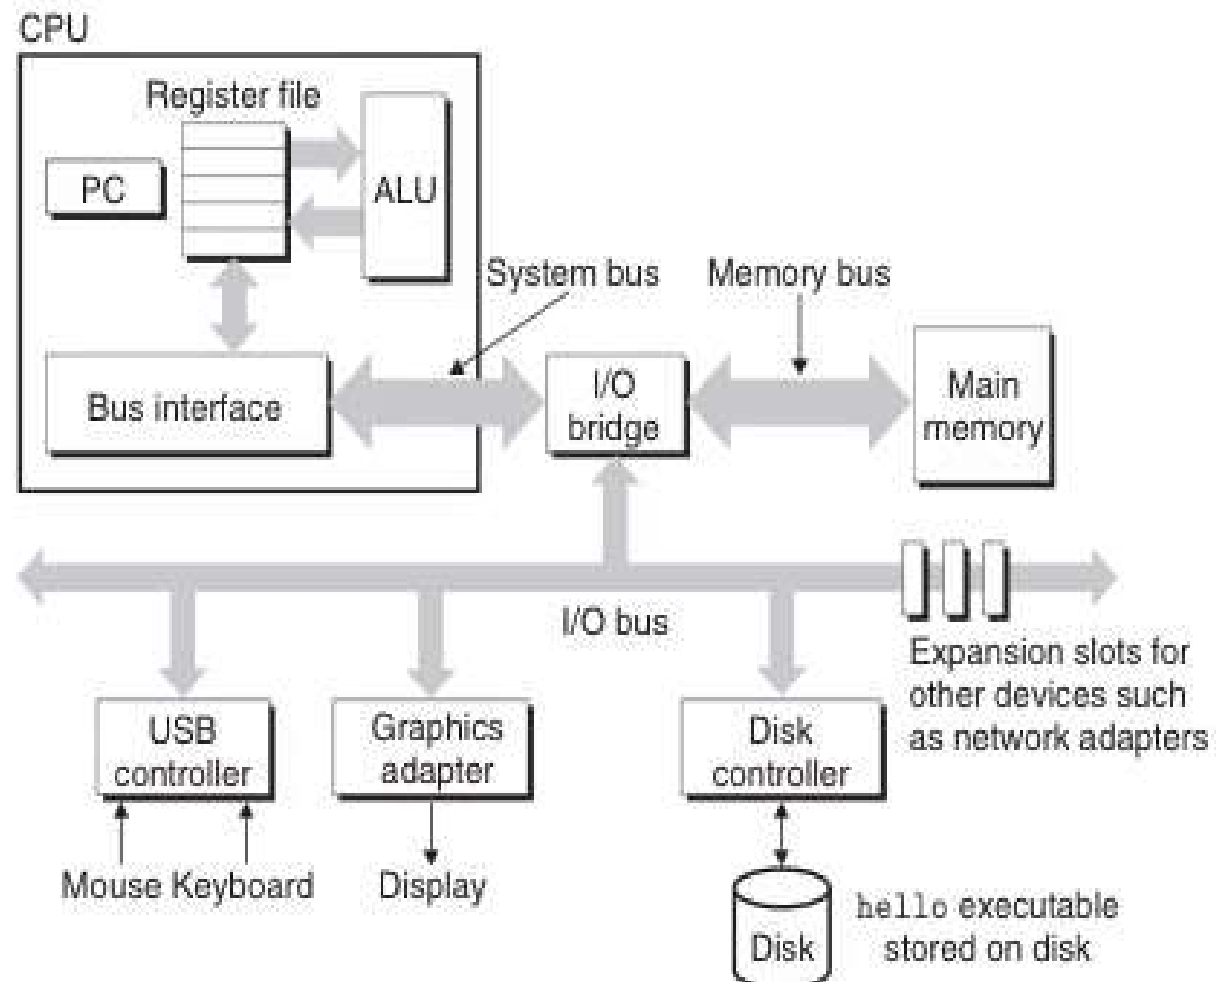 CPU
Register file
PC
ALU
System bus
Memory bus
Bus interface
I/O
bridge
Main
memory
I/O bus
Expansion slots for
other devices such
as network adapters
USB
controller
Graphics
adapter
Disk
controller
Mouse
Keyboard
Display
Disk
hello executable
stored on disk